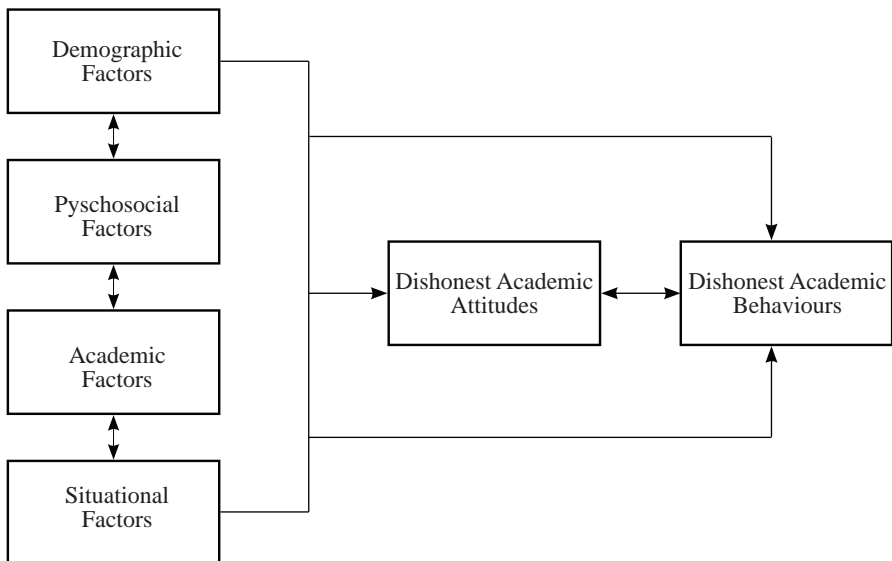 Demographic
Factors
Pyschosocial
Factors
Academic
Factors
Situational
Factors
Dishonest Academic
Attitudes
Dishonest Academic
Behaviours